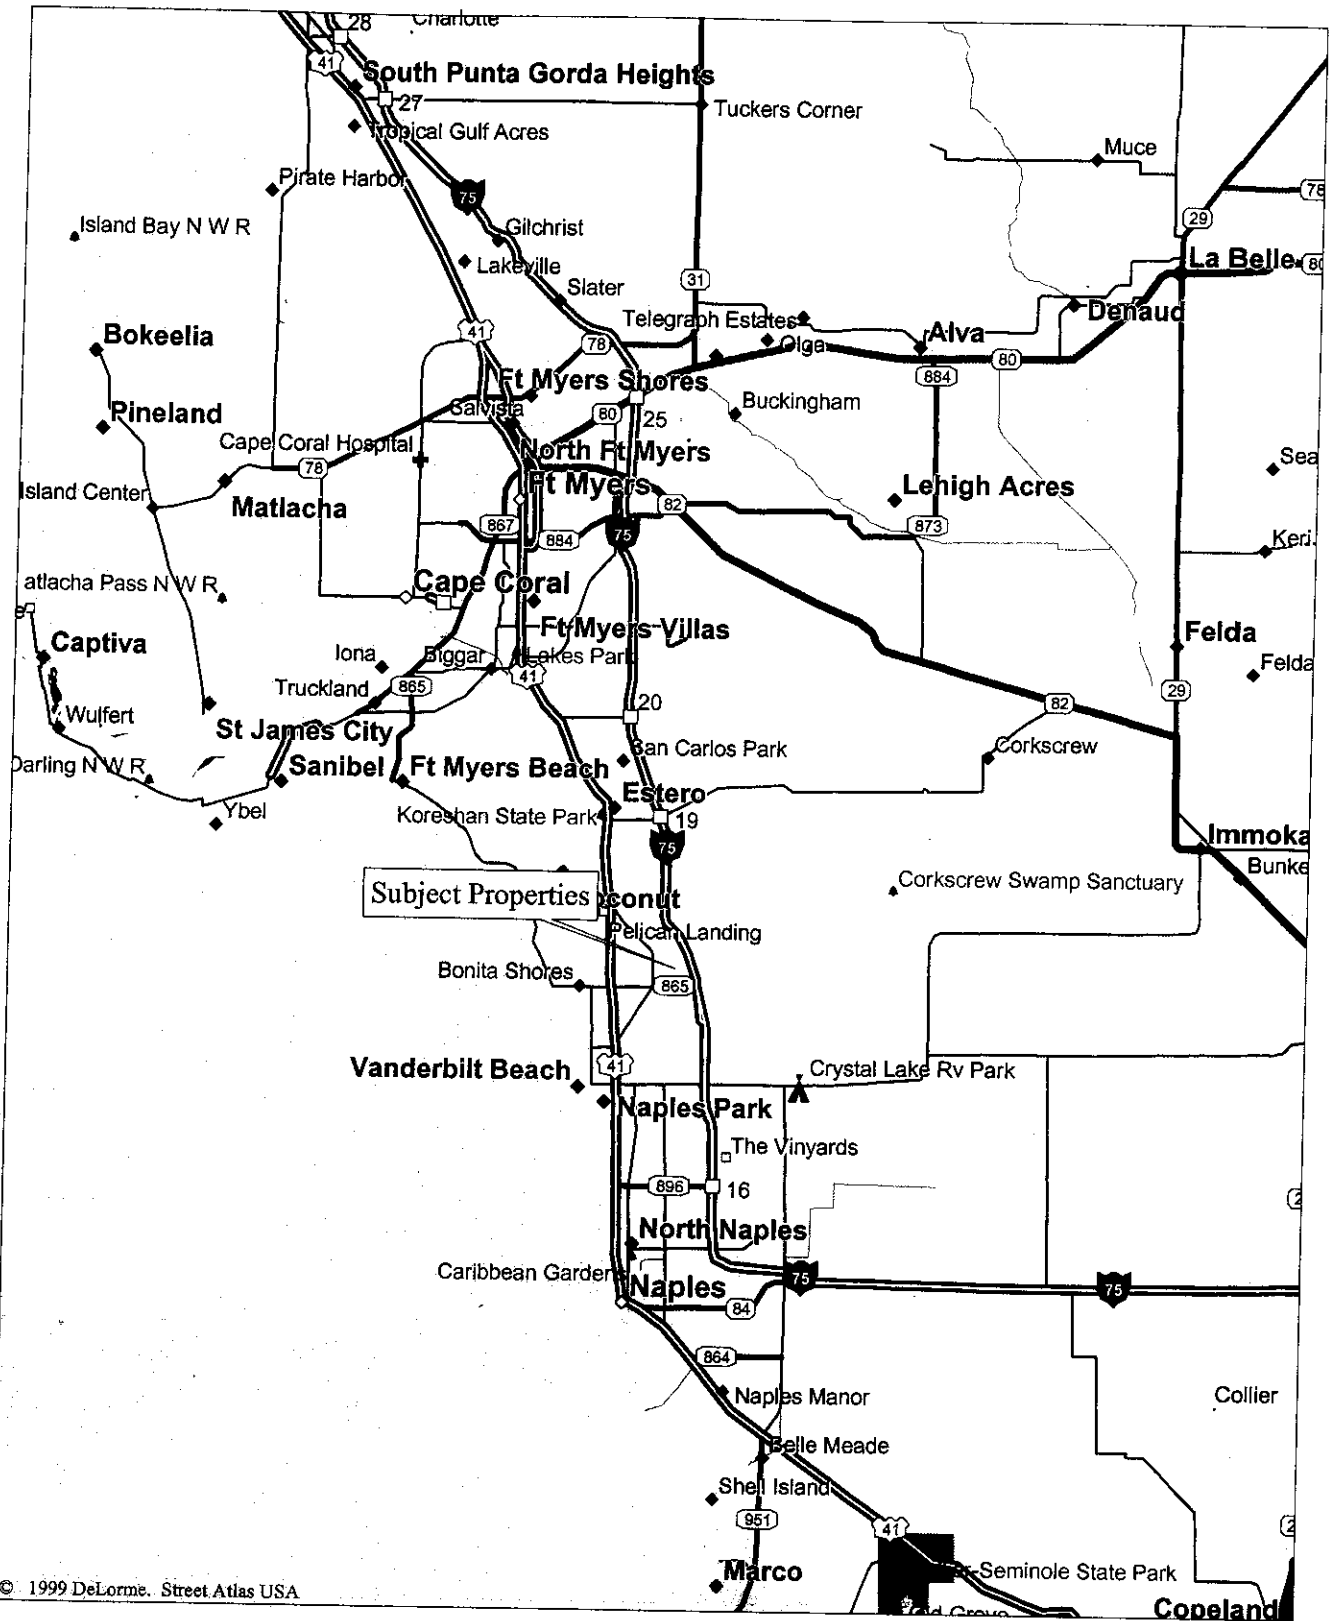 28
Charlotte
41
South Punta Gorda Heights
27
Tuckers Corner
Tropical Gulf Acres
Muce
Pirate Harbor
75
78
29
Island Bay N W R
Gilchrist
Lakeville
La Belle
80
31
Slater
Denaud
Telegraph Estates
41
Bokeelia
78
Olga
Alva
80
Ft Myers Shores
884
Pineland
Salvista
80
25
Buckingham
Cape Coral Hospital
North Ft Myers
78
Sea
Island Center
Ft Myers
Lehigh Acres
Matlacha
82
867
884
75
873
Keri
atlacha Pass N W R
Cape Coral
e
Captiva
Ft Myers Villas
Felda
Iona
Biggar
Lakes Park
Felda
Truckland
865
41
29
20
82
Wulfert
St James City
San Carlos Park
Corkscrew
Darling N W R
Sanibel
Ft Myers Beach
Estero
Ybel
Koreshan State Park
19
75
Immoka
Bunke
Subject Properties
oconut
Corkscrew Swamp Sanctuary
Pelican Landing
Bonita Shores
865
Vanderbilt Beach
41
Crystal Lake Rv Park
Naples Park
The Vinyards
896
16
2
North Naples
Caribbean Gardens
Naples
75
75
84
864
Naples Manor
Collier
Belle Meade
Shell Island
951
41
2
Marco
r-Seminole State Park
© 1999 DeLorme. Street Atlas USA
Copeland